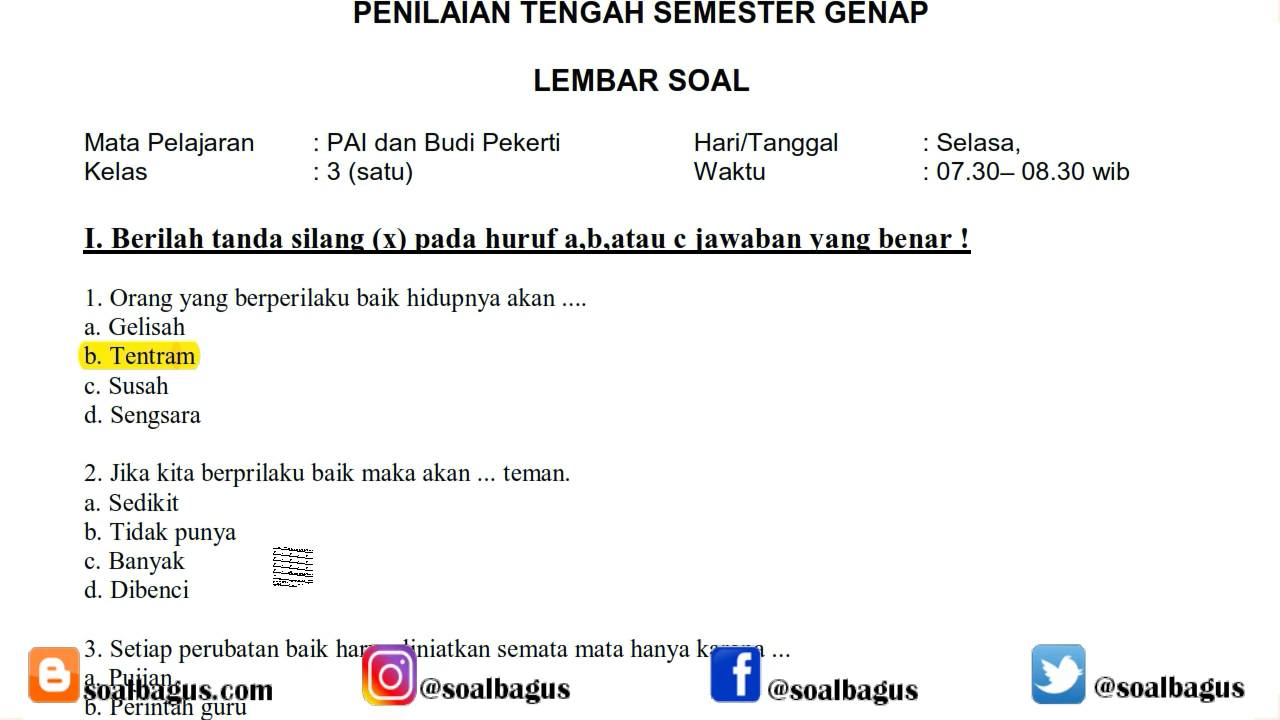 PENILAIAN TENGAH SEMESTER GENAP
LEMBAR SOAL
Mata Pelajaran : PAI dan Budi Pekerti Hari/Tanggal : Selasa,
Kelas : 3 (satu) Waktu : 07.30– 08.30 wib
I. Berilah tanda silang (x) pada huruf a,b,atau c jawaban yang benar !
1. Orang yang berperilaku baik hidupnya akan ....
a. Gelisah
b. Tentram
c. Susah
d. Sengsara
2. Jika kita berprilaku baik maka akan ... teman.
a. Sedikit
b. Tidak punya
c. Banyak
d. Dibenci
3. Setiap perubatan baik diniatkan semata mata hanya ...
a. Pujian
soalbagus.com @soalbagus @soalbagus @soalbagus
b. Perintah guru